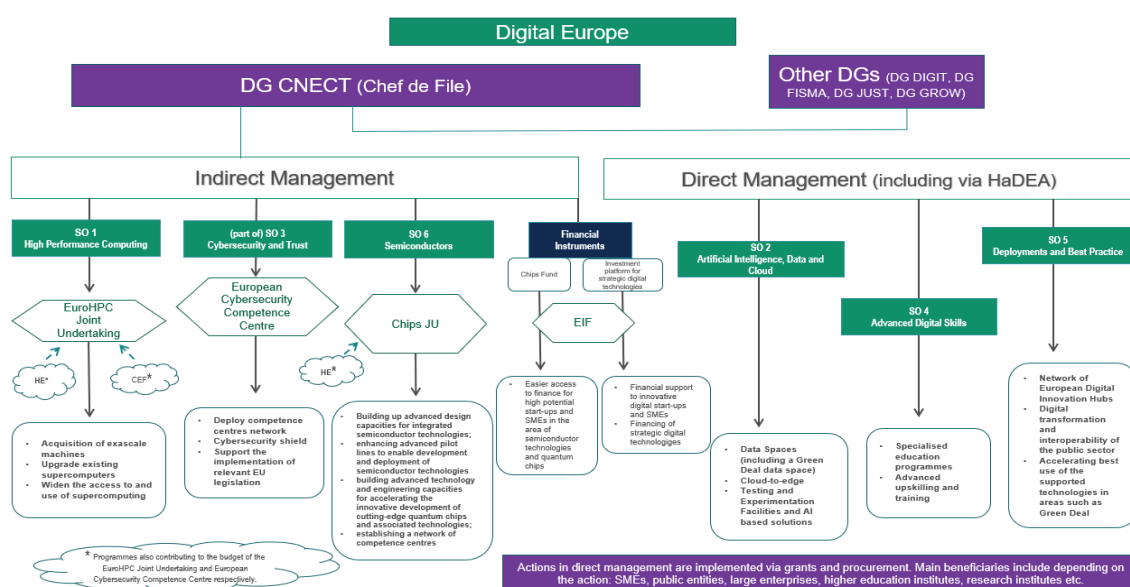 Digital Europe
DG CNECT (Chef de File)
Other DGs (DG DIGIT, DG
FISMA, DG JUST, DG GROW)
Indirect Management
Direct Management (including via HaDEA)
SO 1
High Performance Computing
(part of) SO 3
Cybersecurity and Trust
SO 6
Semiconductors
Financial
Instruments
Chips Fund
Investment
platform for
strategic digital
technologies
SO 2
Artificial Intelligence, Data and
Cloud
SO 5
Deployments and Best Practice
SO 4
Advanced Digital Skills
EuroHPC
Joint
Undertaking
European
Cybersecurity
Competence
Centre
Chips JU
EIF
HE*
CEF*
HE*
• Acquisition of exascale
machines
• Upgrade existing
supercomputers
• Widen the access to and
use of supercomputing
• Deploy competence
centres network
• Cybersecurity shield
• Support the
implementation of
relevant EU
legislation
• Building up advanced design
capacities for integrated
semiconductor technologies;
• enhancing advanced pilot
lines to enable development
and deployment of
semiconductor technologies
• building advanced technology
and engineering capacities
for accelerating the
innovative development of
cutting-edge quantum chips
and associated technologies;
• establishing a network of
competence centres
• Easier access
to finance for
high potential
start-ups and
SMEs in the
area of
semiconductor
technologies
and quantum
chips
• Financial support
to innovative
digital start-ups
and SMEs
• Financing of
strategic digital
technologiges
• Data Spaces
(including a Green
Deal data space)
• Cloud-to-edge
• Testing and
Experimentation
Facilities and AI
based solutions
• Specialised
education
programmes
• Advanced
upskilling and
training
• Network of
European Digital
Innovation Hubs
• Digital
transformation
and
interoperability of
the public sector
• Accelerating best
use of the
supported
technologies in
areas such as
Green Deal
* Programmes also contributing to the budget of the
EuroHPC Joint Undertaking and European
Cybersecurity Competence Centre respectively.
Actions in direct management are implemented via grants and procurement. Main beneficiaries include depending on
the action: SMEs, public entities, large enterprises, higher education institutes, research institutes etc.